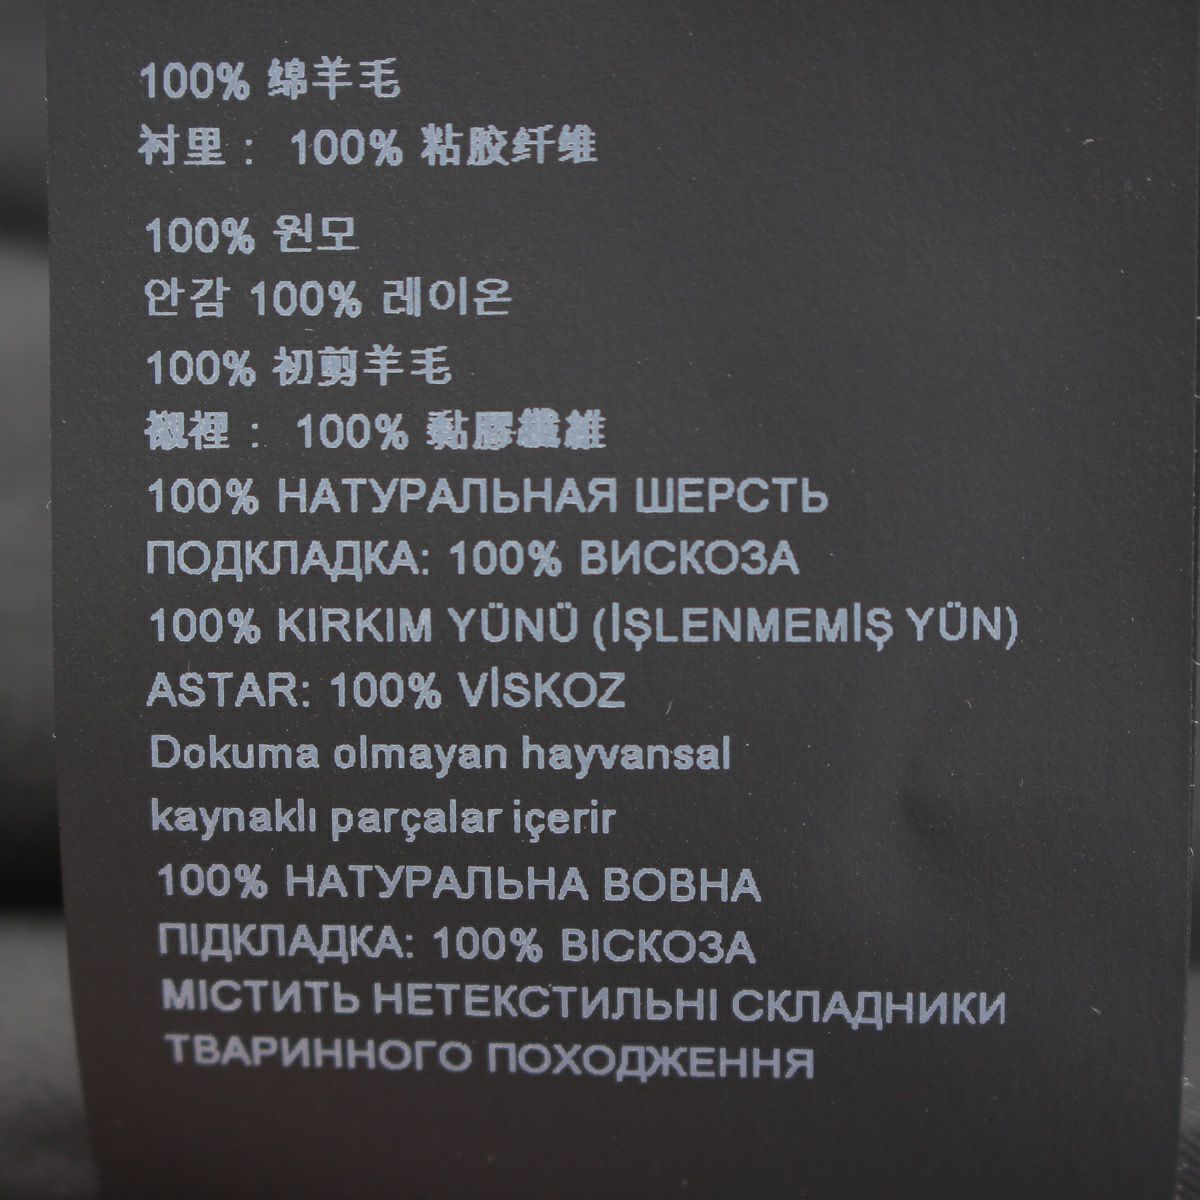 100% 绵羊毛
衬里： 100% 粘胶纤维
100% 원모
안감 100% 레이온
100% 初剪羊毛
襯裡： 100% 黏膠纖維
100% НАТУРАЛЬНАЯ ШЕРСТЬ
ПОДКЛАДКА: 100% ВИСКОЗА
100% KIRKIM YÜNÜ (İŞLENMEMİŞ YÜN)
ASTAR: 100% VİSKOZ
Dokuma olmayan hayvansal
kaynaklı parçalar içerir
100% НАТУРАЛЬНА ВОВНА
ПІДКЛАДКА: 100% ВІСКОЗА
МІСТИТЬ НЕТЕКСТИЛЬНІ СКЛАДНИКИ
ТВАРИННОГО ПОХОДЖЕННЯ